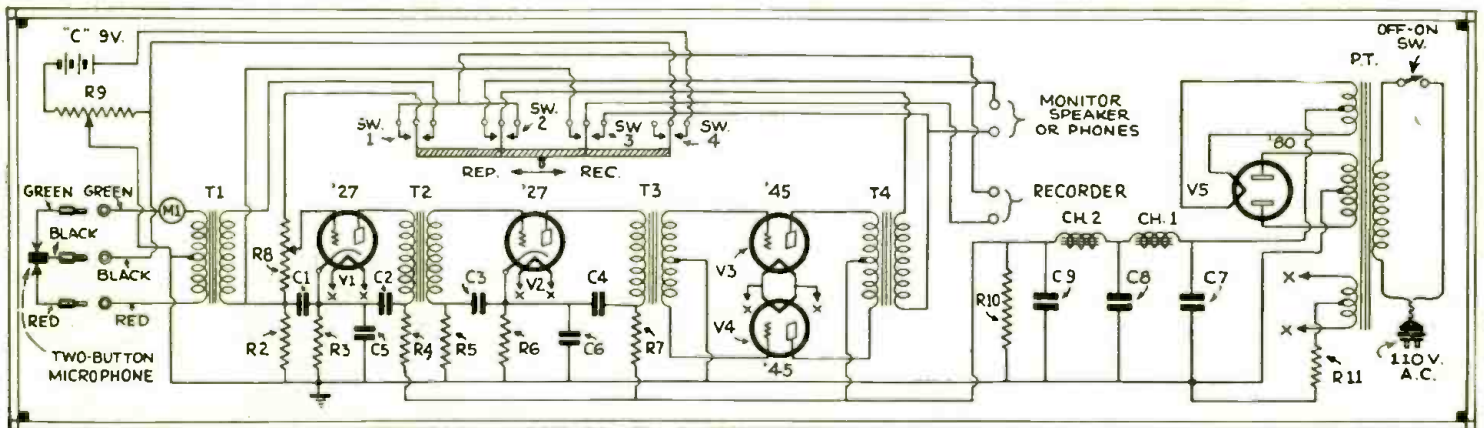 "C" 9V.
R9
GREEN
GREEN
M1
BLACK
BLACK
RED
RED
TWO-BUTTON
MICROPHONE
T1
R8
C1
R2
R3
'27
V1
×
×
C5
C2
R4
T2
C3
R5
'27
V2
×
×
R6
C6
C4
R7
T3
SW.
1
SW.
2
SW
3
SW.
4
REP.
REC.
'45
V3
×
×
V4
'45
T4
MONITOR
SPEAKER
OR PHONES
RECORDER
CH. 2
CH. 1
R10
C9
C8
C7
'80
V5
P.T.
OFF-ON
SW.
×
×
R11
110 V.
A.C.